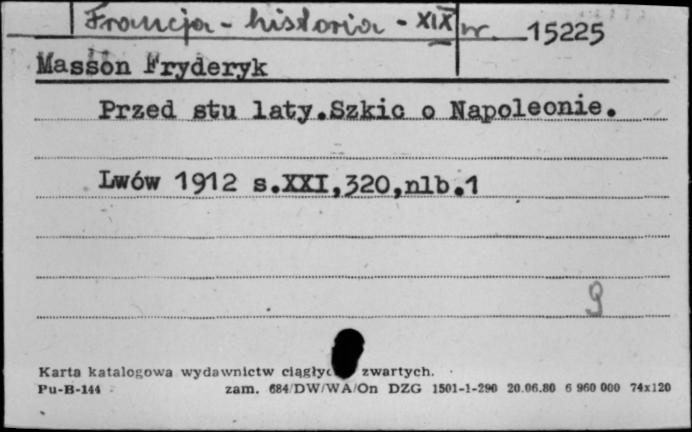 Francja - historia - XIX w. 15225
Masson Fryderyk
Przed stu laty.Szkic o Napoleonie.
Lwów 1912 s.XXI,320,nlb.1
9
Karta katalogowa wydawnictw ciągłyc zwartych.
Pu-B-144 zam. 684/DW/WA/On DZG 1501-1-290 20.06.80 6 960 000 74x120